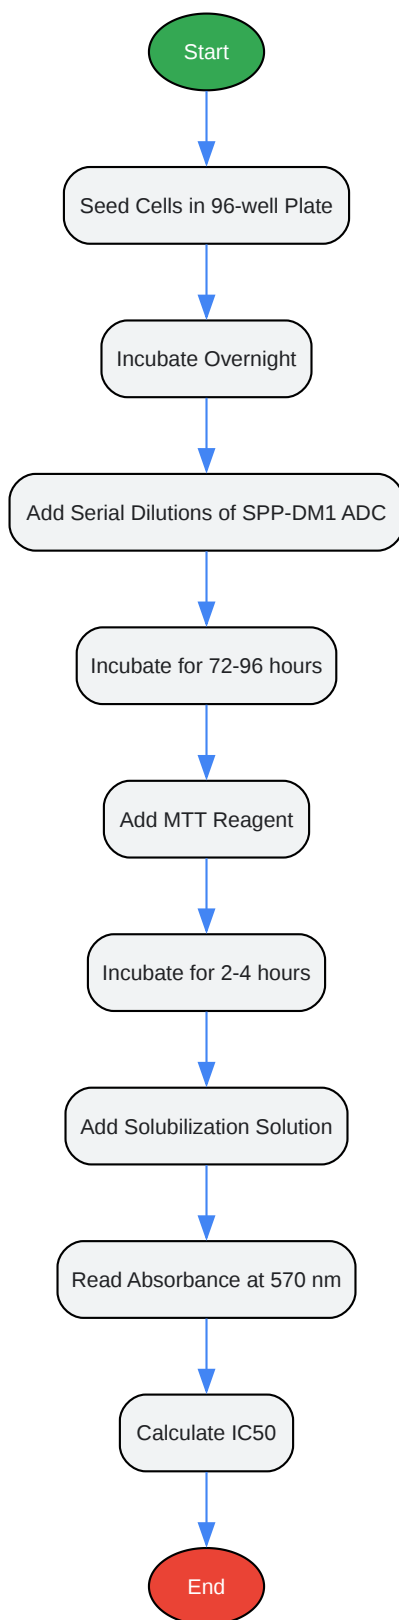 Start
Seed Cells in 96-well Plate
Incubate Overnight
Add Serial Dilutions of SPP-DM1 ADC
Incubate for 72-96 hours
Add MTT Reagent
Incubate for 2-4 hours
Add Solubilization Solution
Read Absorbance at 570 nm
Calculate IC50
End